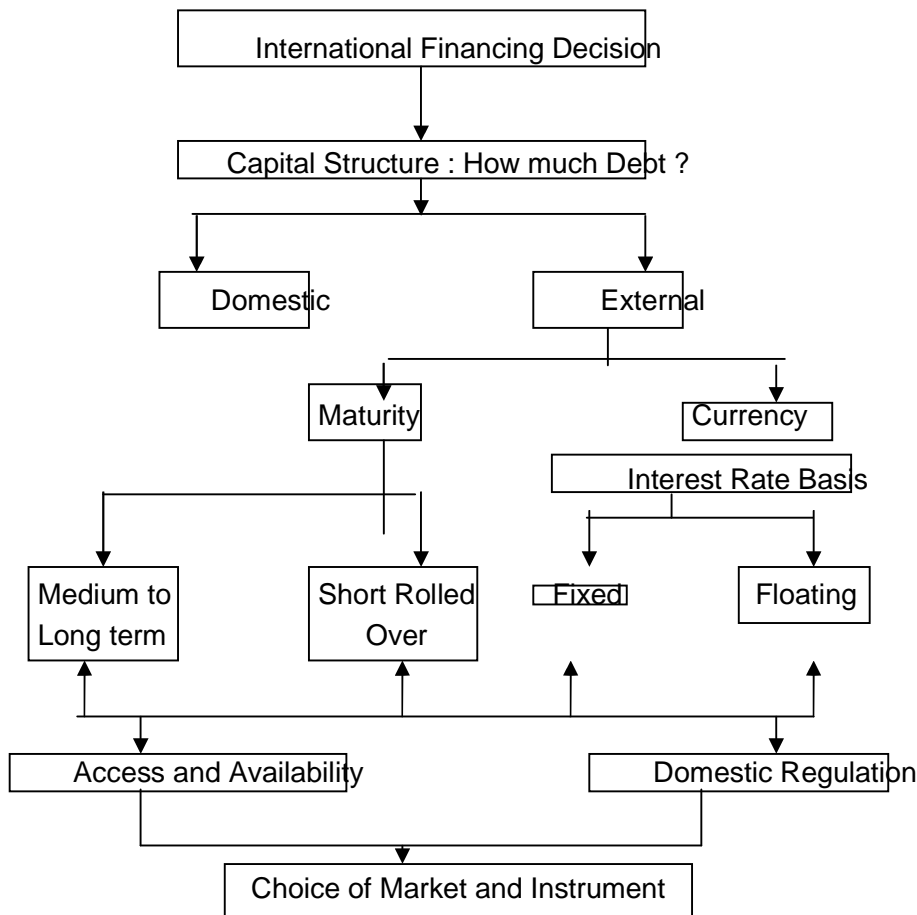 International Financing Decision
Capital Structure : How much Debt ?
Domestic
External
Maturity
Currency
Interest Rate Basis
Medium to
Long term
Short Rolled
Over
Fixed
Floating
Access and Availability
Domestic Regulation
Choice of Market and Instrument